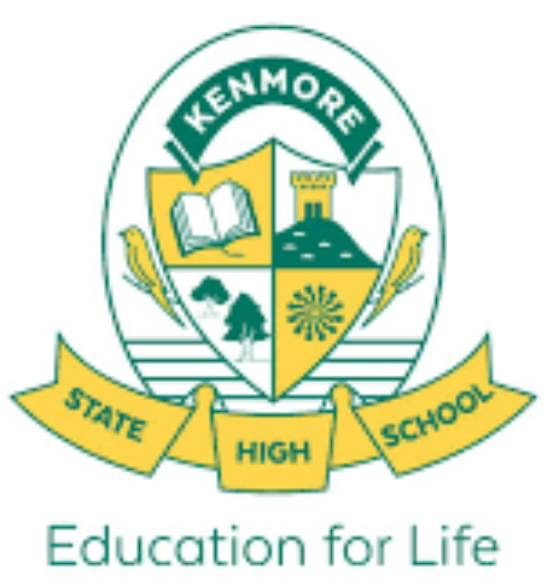 KENMORE
STATE
HIGH
SCHOOL
Education for Life